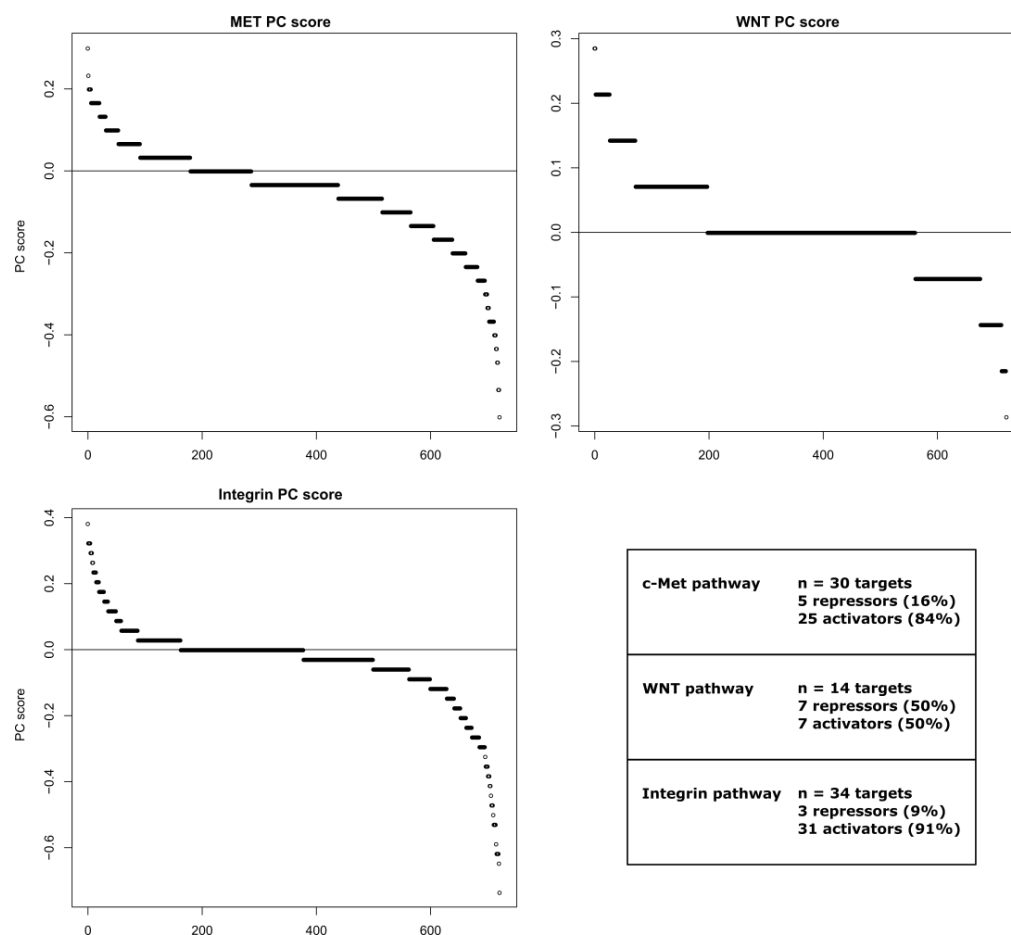 MET PC score
PC score
0.2
0.0
−0.2
−0.4
−0.6
0 200 400 600
WNT PC score
0.3
0.2
0.1
0.0
−0.1
−0.2
−0.3
0 200 400 600
Integrin PC score
PC score
0.4
0.2
0.0
−0.2
−0.4
−0.6
0 200 400 600
c-Met pathway n = 30 targets
5 repressors (16%)
25 activators (84%)
WNT pathway n = 14 targets
7 repressors (50%)
7 activators (50%)
Integrin pathway n = 34 targets
3 repressors (9%)
31 activators (91%)